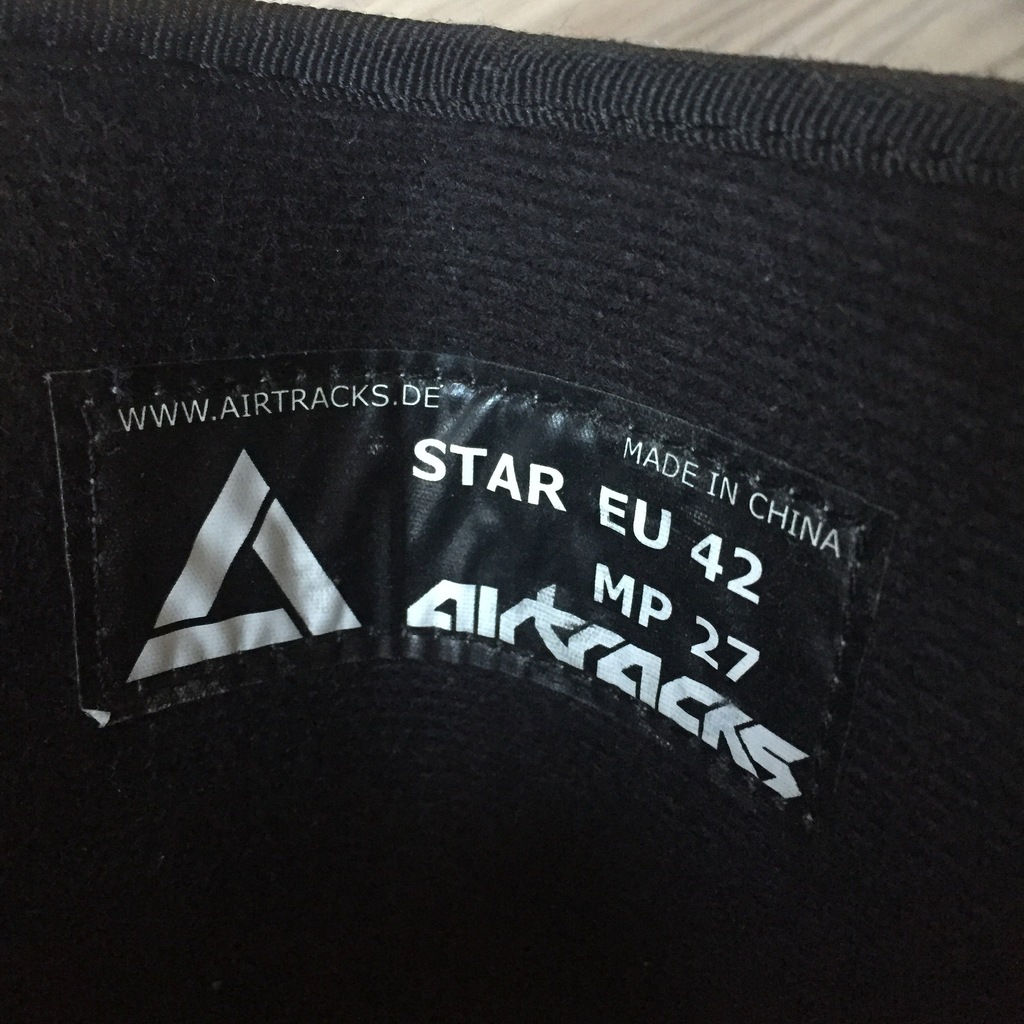 WWW.AIRTRACKS.DE
MADE IN CHINA
STAR EU 42
MP 27
AIRTRACKS